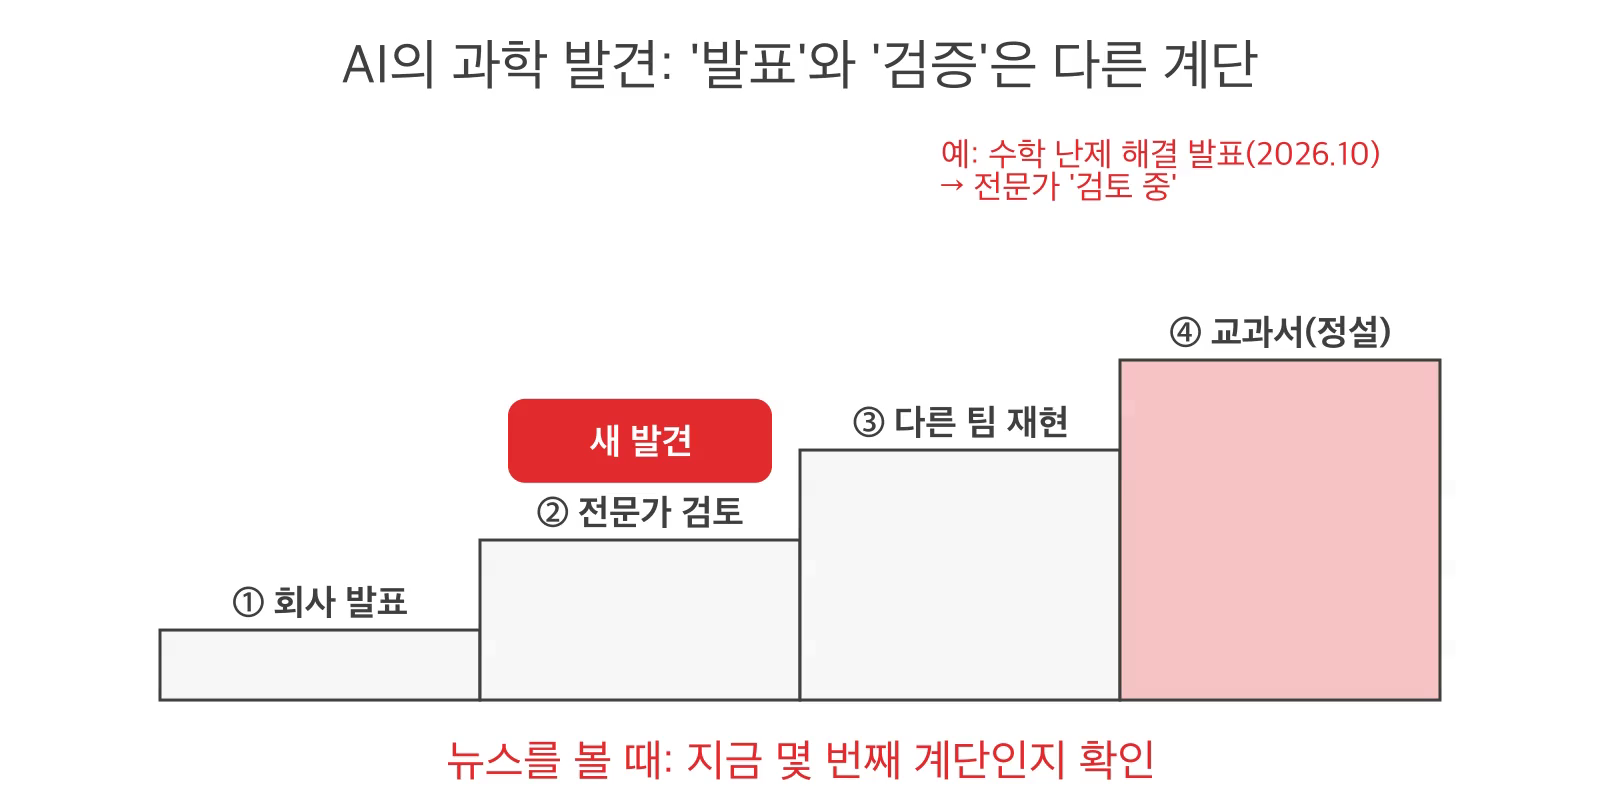 AI의 과학 발견: '발표'와 '검증'은 다른 계단
예: 수학 난제 해결 발표(2026.10)
→ 전문가 '검토 중'
④ 교과서(정설)
③ 다른 팀 재현
새 발견
② 전문가 검토
① 회사 발표
뉴스를 볼 때: 지금 몇 번째 계단인지 확인